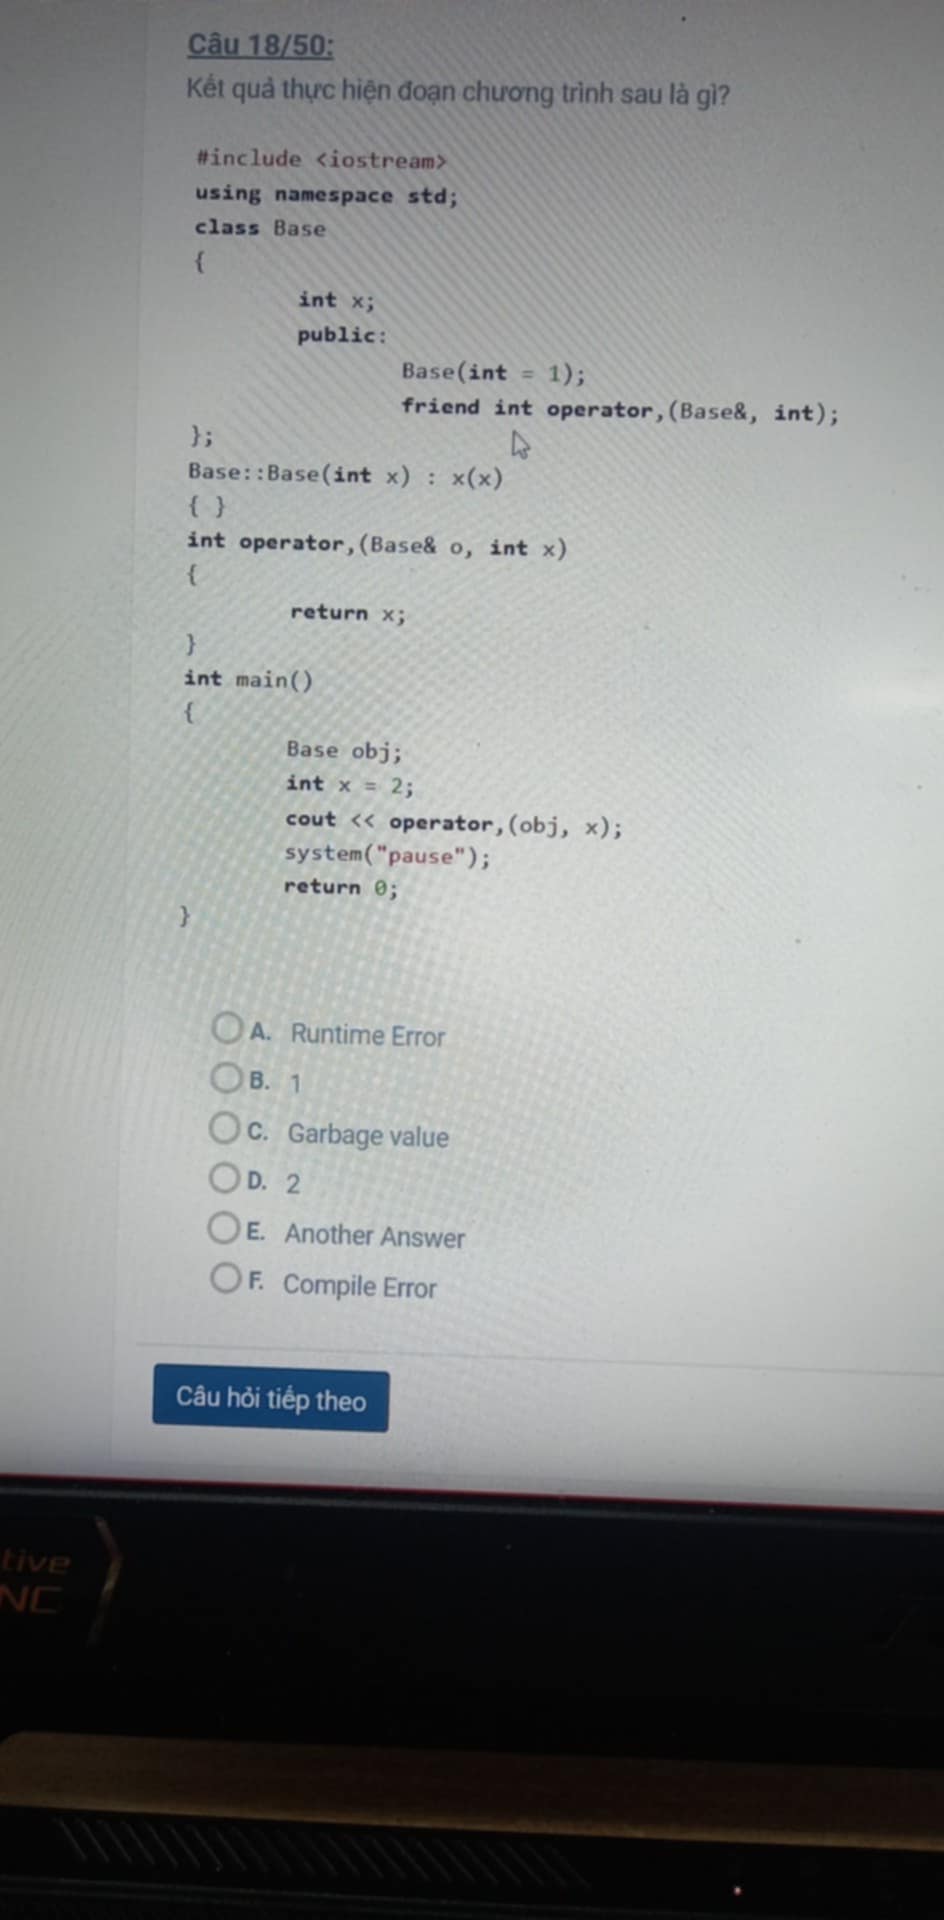 Câu 18/50:
Kết quả thực hiện đoạn chương trình sau là gì?
#include <iostream>
using namespace std;
class Base
{
int x;
public:
Base(int = 1);
friend int operator,(Base&, int);
};
Base::Base(int x) : x(x)
{ }
int operator,(Base& o, int x)
{
return x;
}
int main()
{
Base obj;
int x = 2;
cout << operator,(obj, x);
system("pause");
return 0;
}
A. Runtime Error
B. 1
C. Garbage value
D. 2
E. Another Answer
F. Compile Error
Câu hỏi tiếp theo
tive
NC